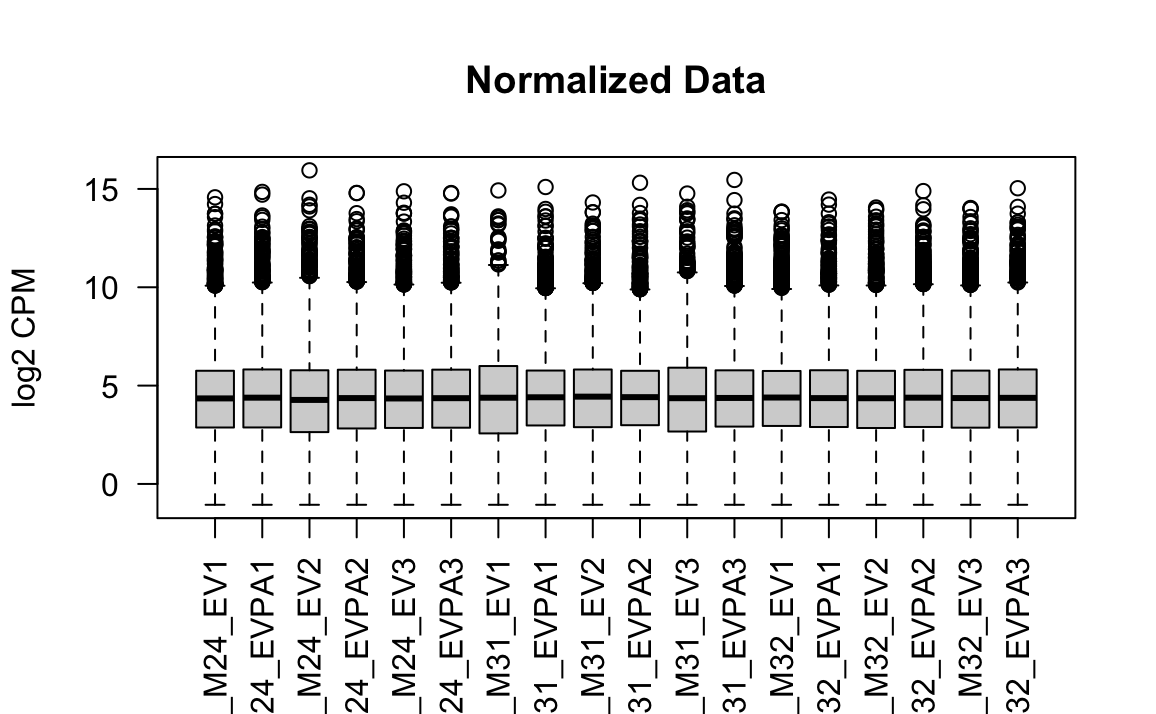 Normalized Data
log2 CPM
15
10
5
0
_M24_EV1
24_EVPA1
_M24_EV2
24_EVPA2
_M24_EV3
24_EVPA3
_M31_EV1
31_EVPA1
_M31_EV2
31_EVPA2
_M31_EV3
31_EVPA3
_M32_EV1
32_EVPA1
_M32_EV2
32_EVPA2
_M32_EV3
32_EVPA3